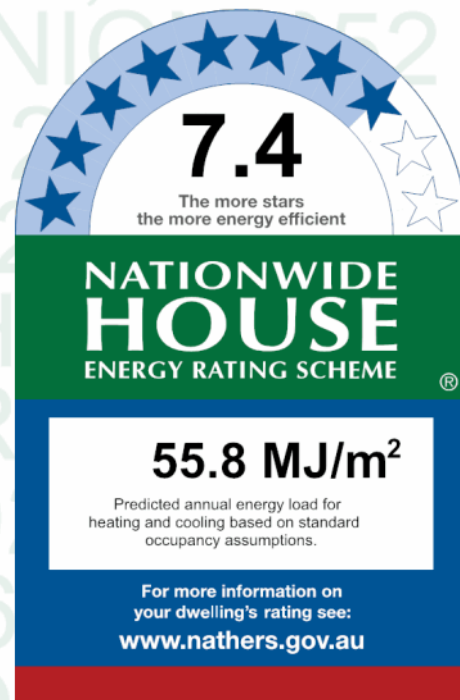 7.4
The more stars
the more energy efficient
NATIONWIDE
HOUSE
ENERGY RATING SCHEME
®
55.8 MJ/m²
Predicted annual energy load for
heating and cooling based on standard
occupancy assumptions.
For more information on
your dwelling's rating see:
www.nathers.gov.au